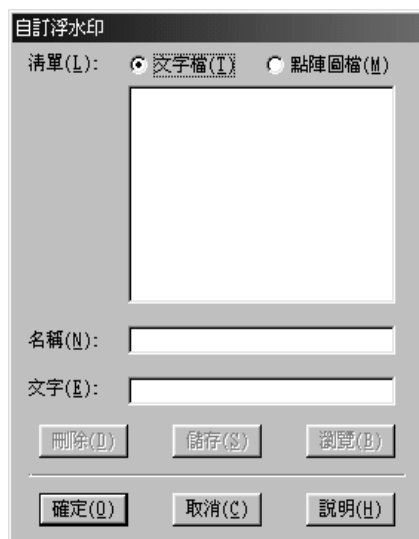 自訂浮水印
清單(L): 文字檔(T) 點陣圖檔(M)
名稱(N):
文字(E):
刪除(D) 儲存(S) 瀏覽(B)
確定(O) 取消(C) 說明(H)